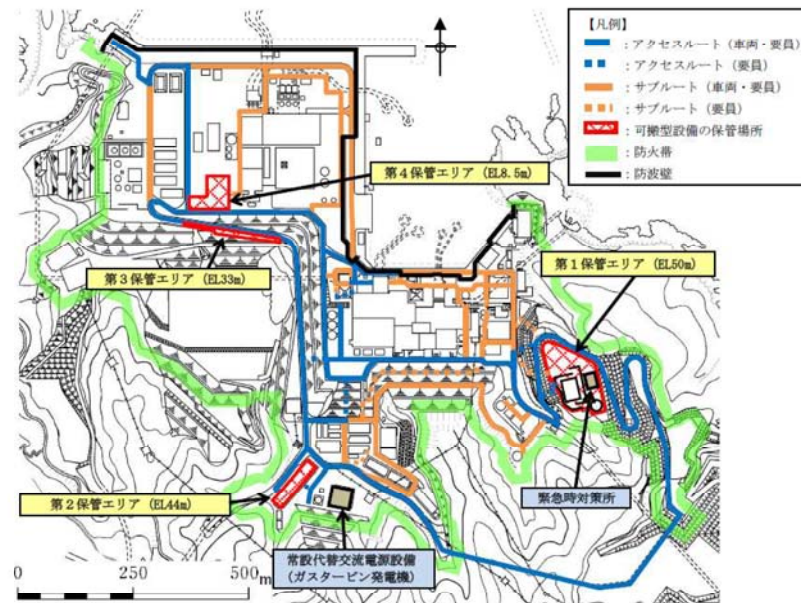 【凡例】
：アクセスルート（車両・要員）
：アクセスルート（要員）
：サブルート（車両・要員）
：サブルート（要員）
：可搬型設備の保管場所
：防火帯
：防波壁
第４保管エリア（EL8.5m）
第３保管エリア（EL33m）
第１保管エリア（EL50m）
第２保管エリア（EL44m）
緊急時対策所
常設代替交流電源設備
（ガスタービン発電機）
0 250 500m